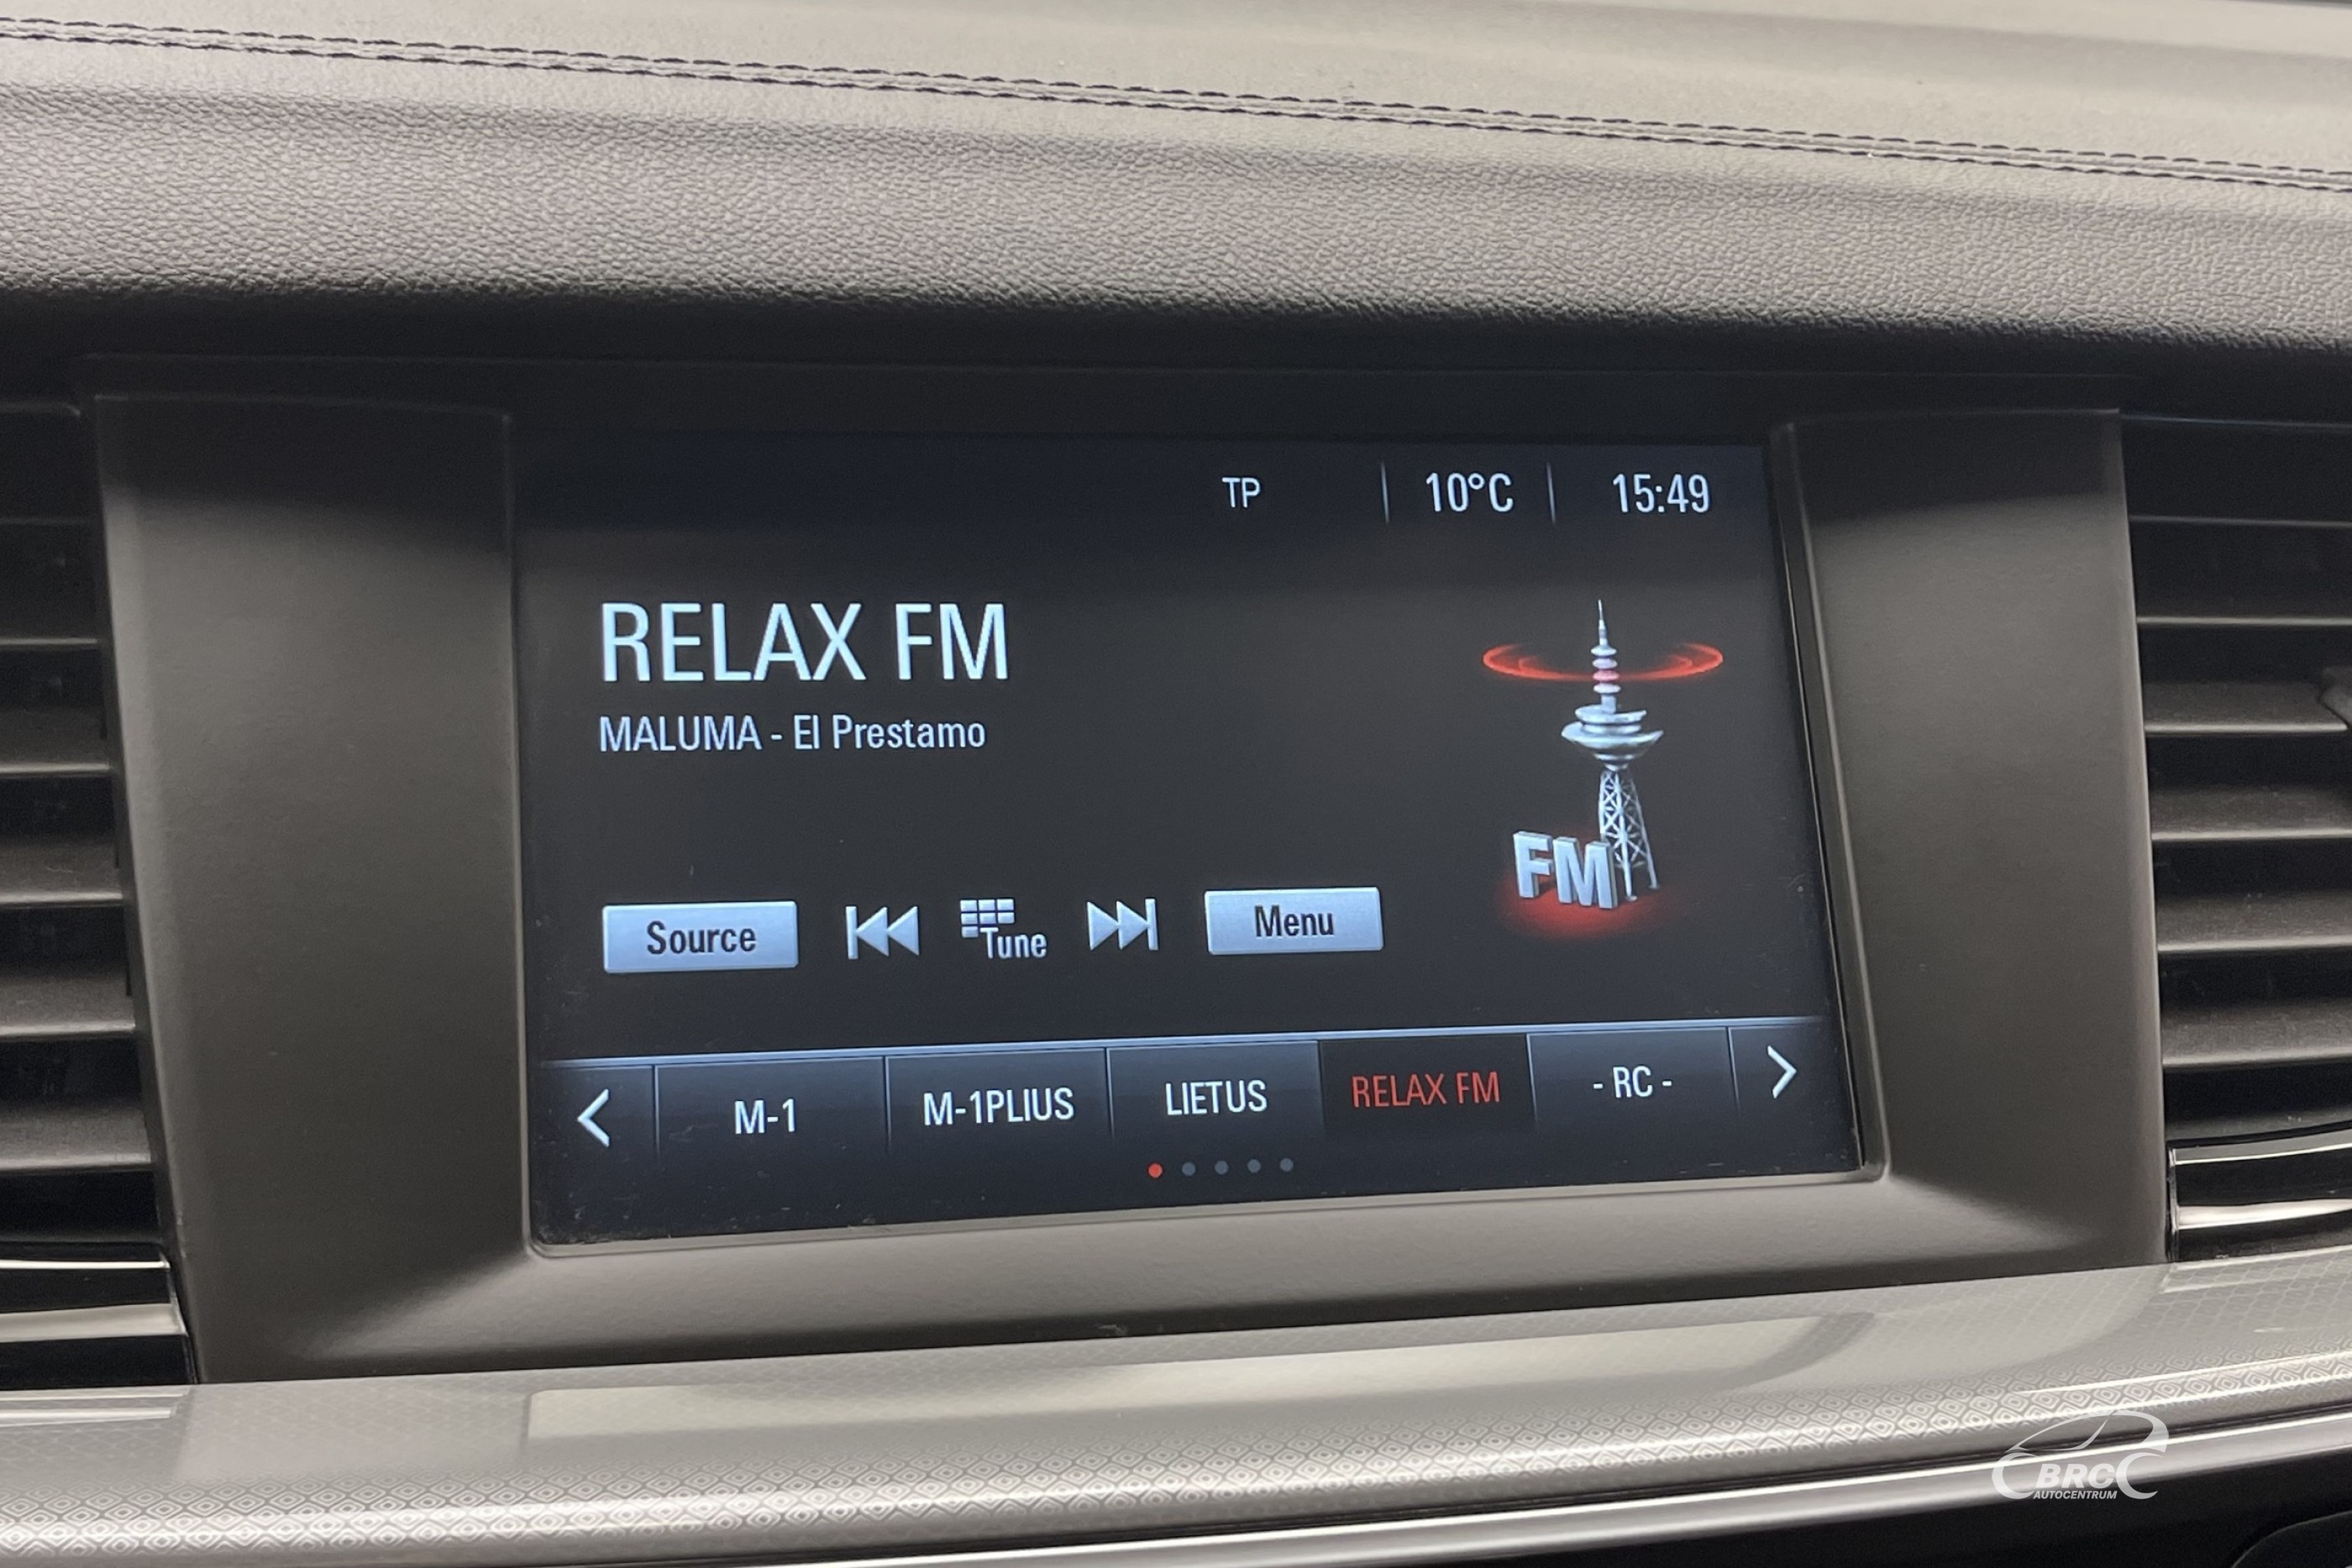 TP 10°C 15:49
RELAX FM
MALUMA - El Prestamo
FM
Source Tune Menu
M-1 M-1PLIUS LIETUS RELAX FM - RC -
BRC
AUTOCENTRUM